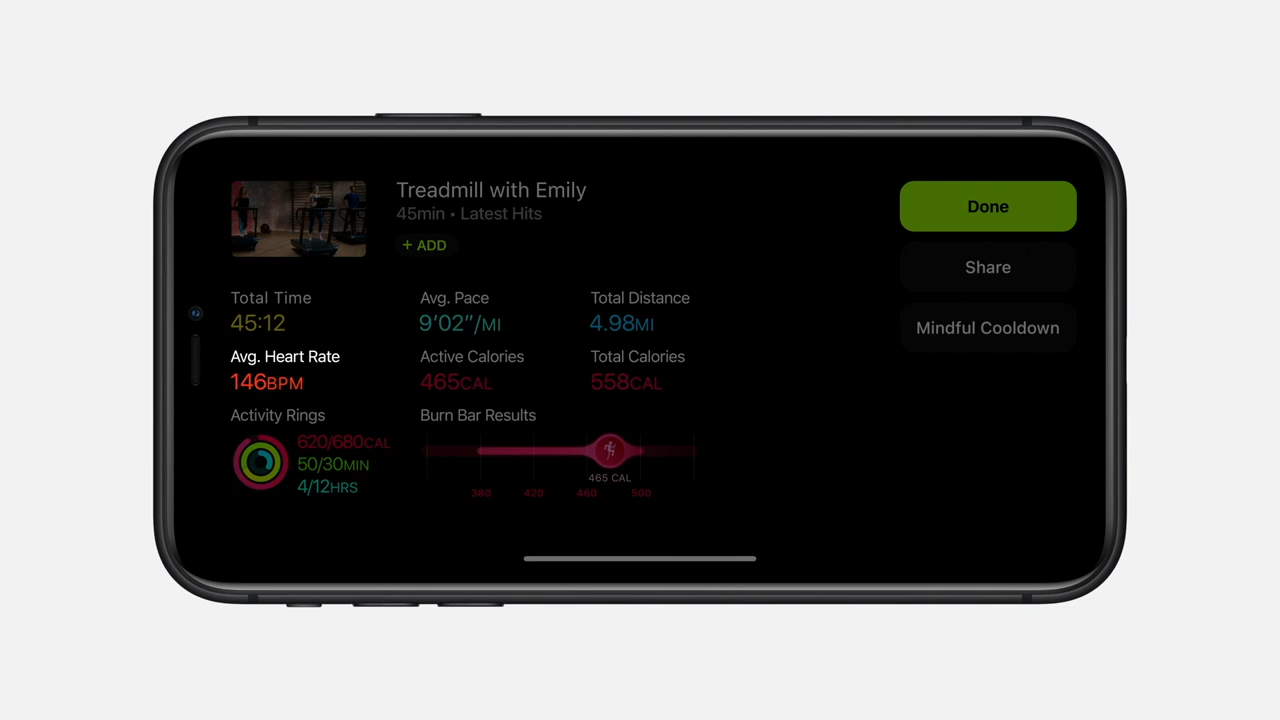 Treadmill with Emily
45min • Latest Hits
+ ADD
Done
Share
Mindful Cooldown
Total Time
45:12
Avg. Pace
9’02”/MI
Total Distance
4.98MI
Avg. Heart Rate
146BPM
Active Calories
465CAL
Total Calories
558CAL
Activity Rings
620/680CAL
50/30MIN
4/12HRS
Burn Bar Results
465 CAL
380 420 460 500